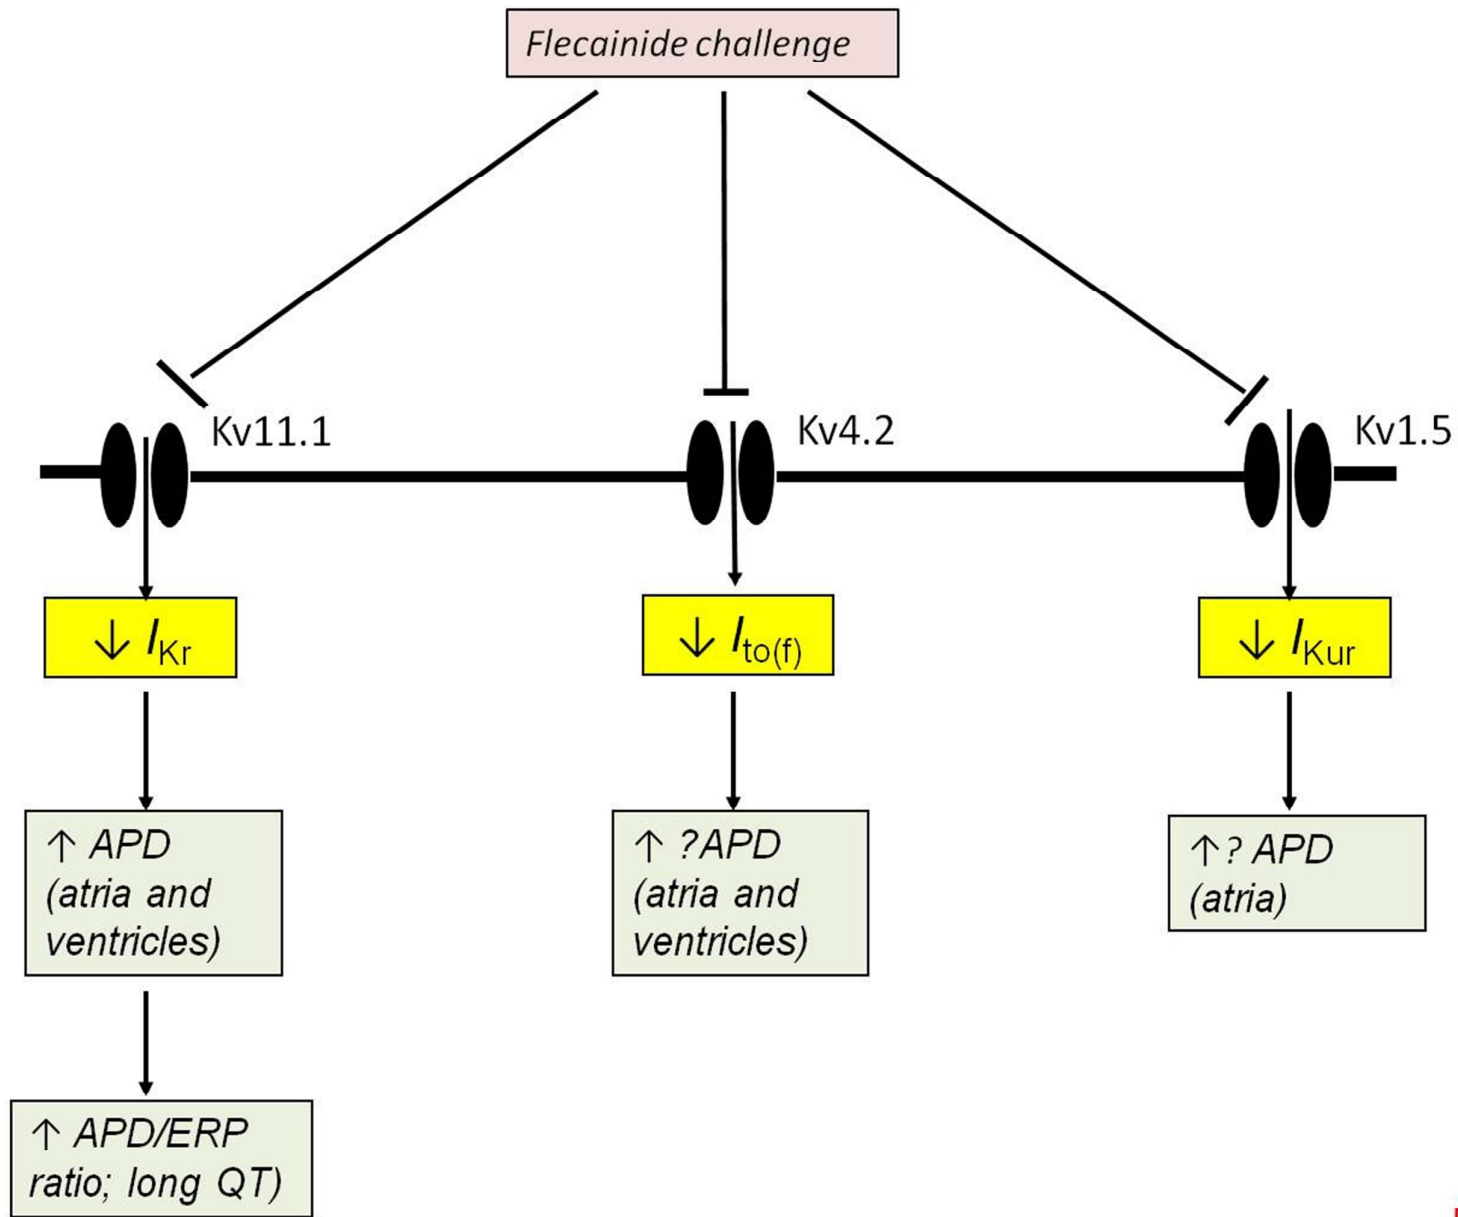 Flecainide challenge
Kv11.1
Kv4.2
Kv1.5
↓ IKr
↓ Ito(f)
↓ IKur
↑ APD
(atria and
ventricles)
↑ ?APD
(atria and
ventricles)
↑? APD
(atria)
↑ APD/ERP
ratio; long QT)